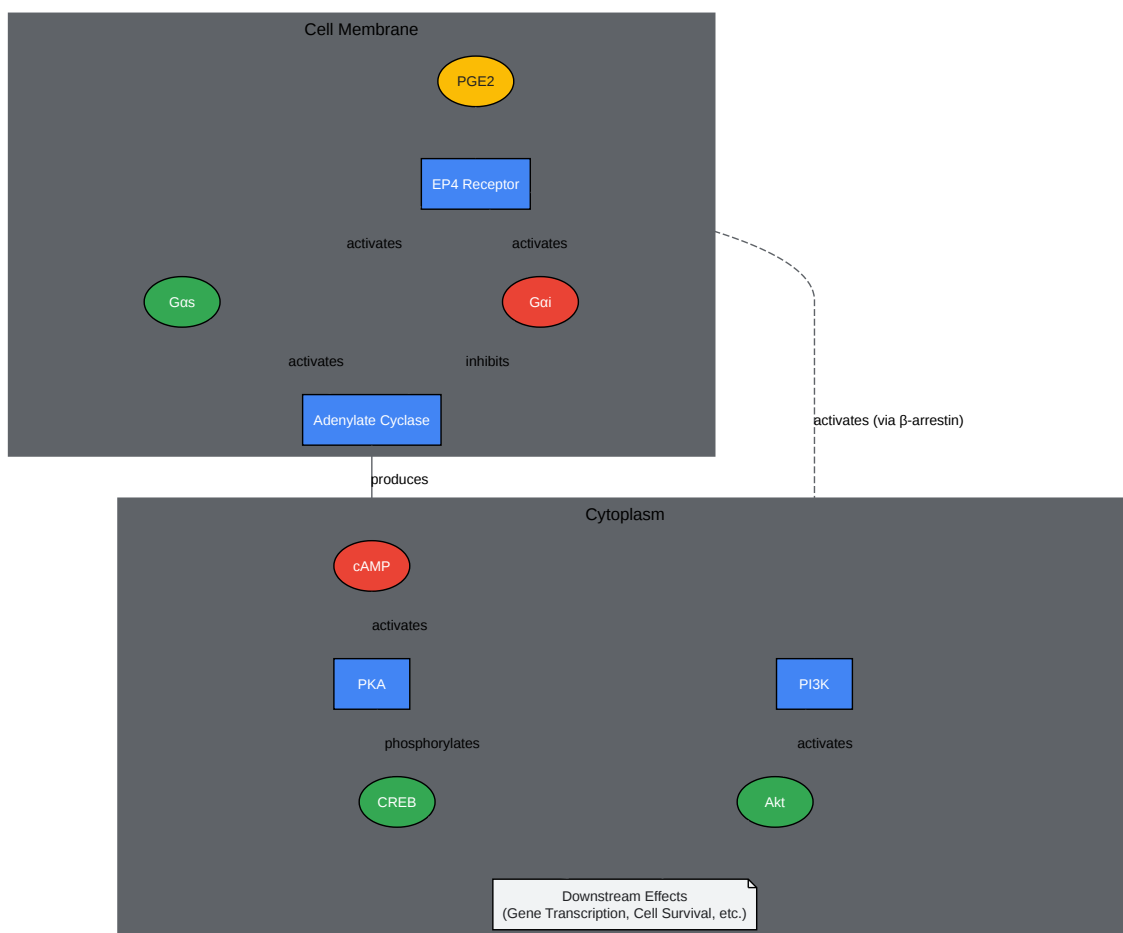 Cell Membrane
PGE2
EP4 Receptor
activates
activates
Gαs
Gαi
activates
inhibits
Adenylate Cyclase
activates (via β-arrestin)
produces
Cytoplasm
cAMP
activates
PKA
PI3K
phosphorylates
activates
CREB
Akt
Downstream Effects
(Gene Transcription, Cell Survival, etc.)